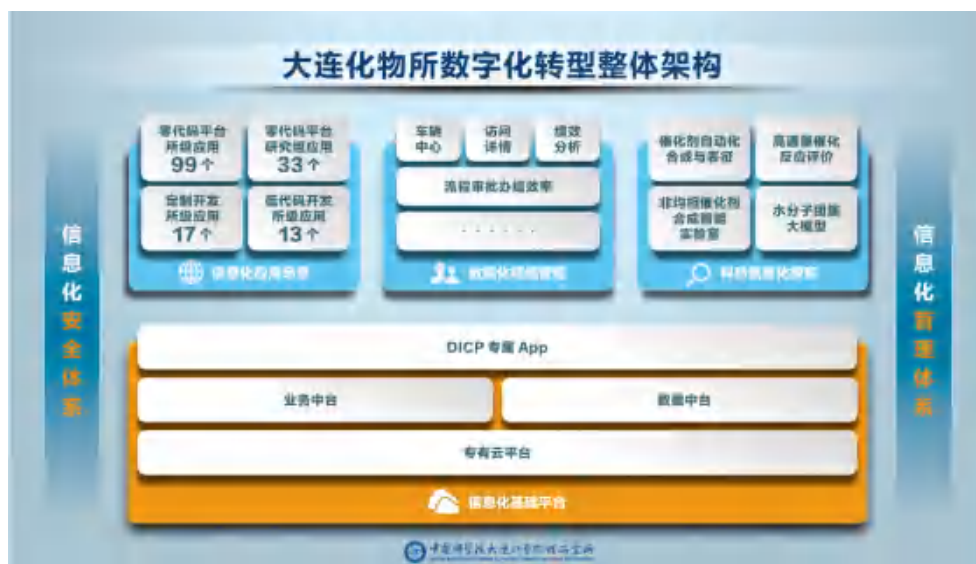 大连化物所数字化转型整体架构
零代码平台
所级应用
99个
零代码平台
研究组应用
33个
定制开发
所级应用
17个
低代码开发
所级应用
13个
信息化应用场景
车辆
中心
访问
详情
绩效
分析
流程审批办结效率
......
催化剂自动化
合成与表征
高通量催化
反应评价
非均相催化剂
合成智能
实验室
水分子团簇
大模型
DICP 专属 App
业务中台
数据中台
专有云平台
信息化基础平台
信息化安全体系
信息化管理体系